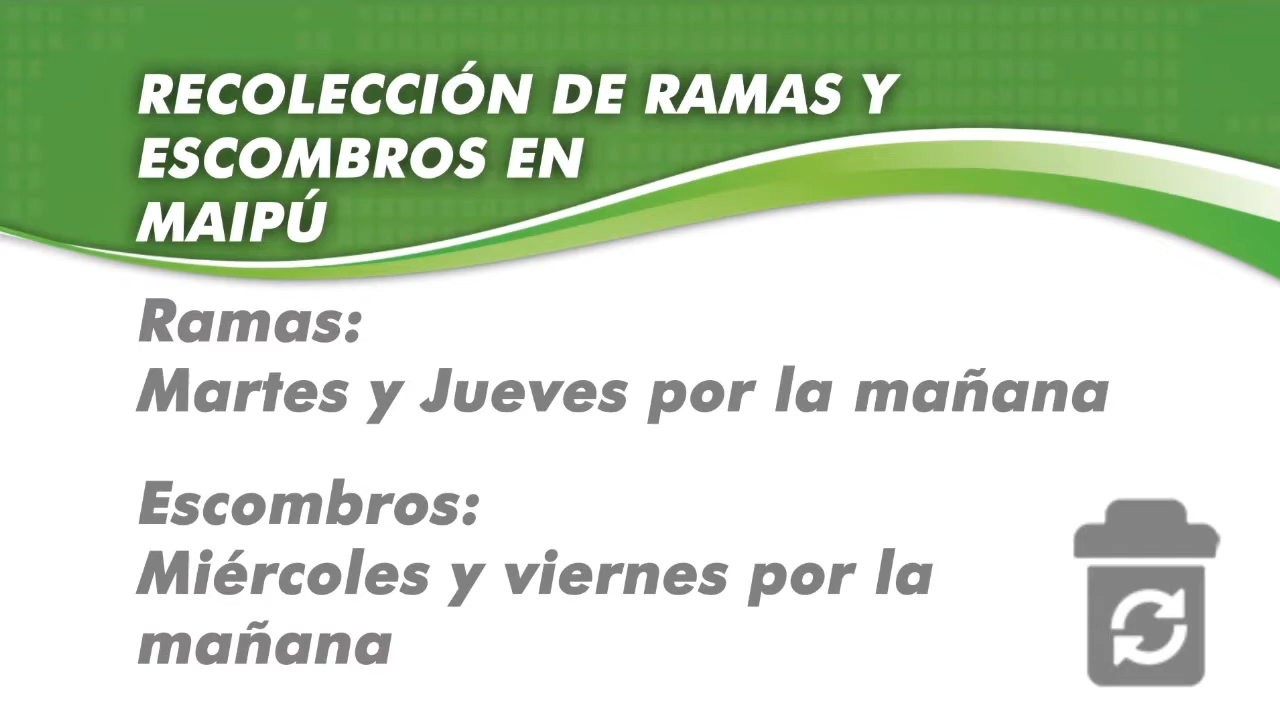 RECOLECCIÓN DE RAMAS Y
ESCOMBROS EN
MAIPÚ
Ramas:
Martes y Jueves por la mañana
Escombros:
Miércoles y viernes por la
mañana